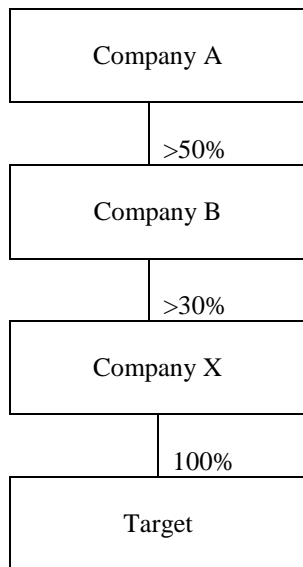 Company A
>50%
Company B
>30%
Company X
100%
Target